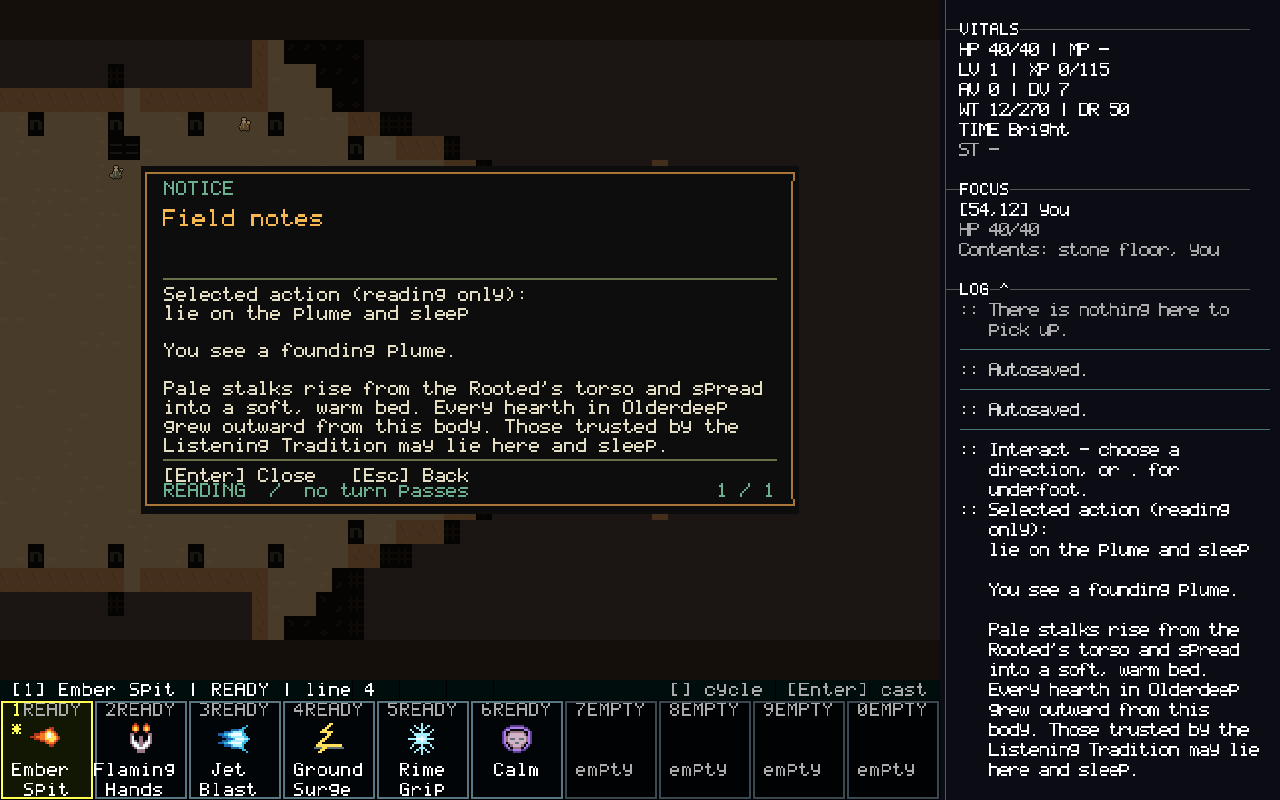 NOTICE
Field notes
Selected action (reading only):
lie on the Plume and sleep
You see a founding Plume.
Pale stalks rise from the Rooted's torso and spread
into a soft, warm bed. Every hearth in Olderdeep
grew outward from this body. Those trusted by the
Listening Tradition may lie here and sleep.
[Enter] Close [Esc] Back
READING / no turn Passes 1 / 1
VITALS
HP 40/40 | MP -
LV 1 | XP 0/115
AV 0 | DV 7
WT 12/270 | DR 50
TIME Bright
ST -
FOCUS
[54,12] You
HP 40/40
Contents: stone floor, You
LOG ^
:: There is nothing here to
Pick up.
:: Autosaved.
:: Autosaved.
:: Interact - choose a
direction, or . for
underfoot.
:: Selected action (reading
only):
lie on the Plume and sleep
You see a founding Plume.
Pale stalks rise from the
Rooted's torso and spread
into a soft, warm bed.
Every hearth in Olderdeep
grew outward from this
body. Those trusted by the
Listening Tradition may lie
here and sleep.
[1] Ember Spit | READY | line 4 [] cycle [Enter] cast
1READY 2READY 3READY 4READY 5READY 6READY 7EMPTY 8EMPTY 9EMPTY 0EMPTY
*
Ember Flaming Jet Ground Rime Calm empty empty empty empty
Spit Hands Blast Surge Grip